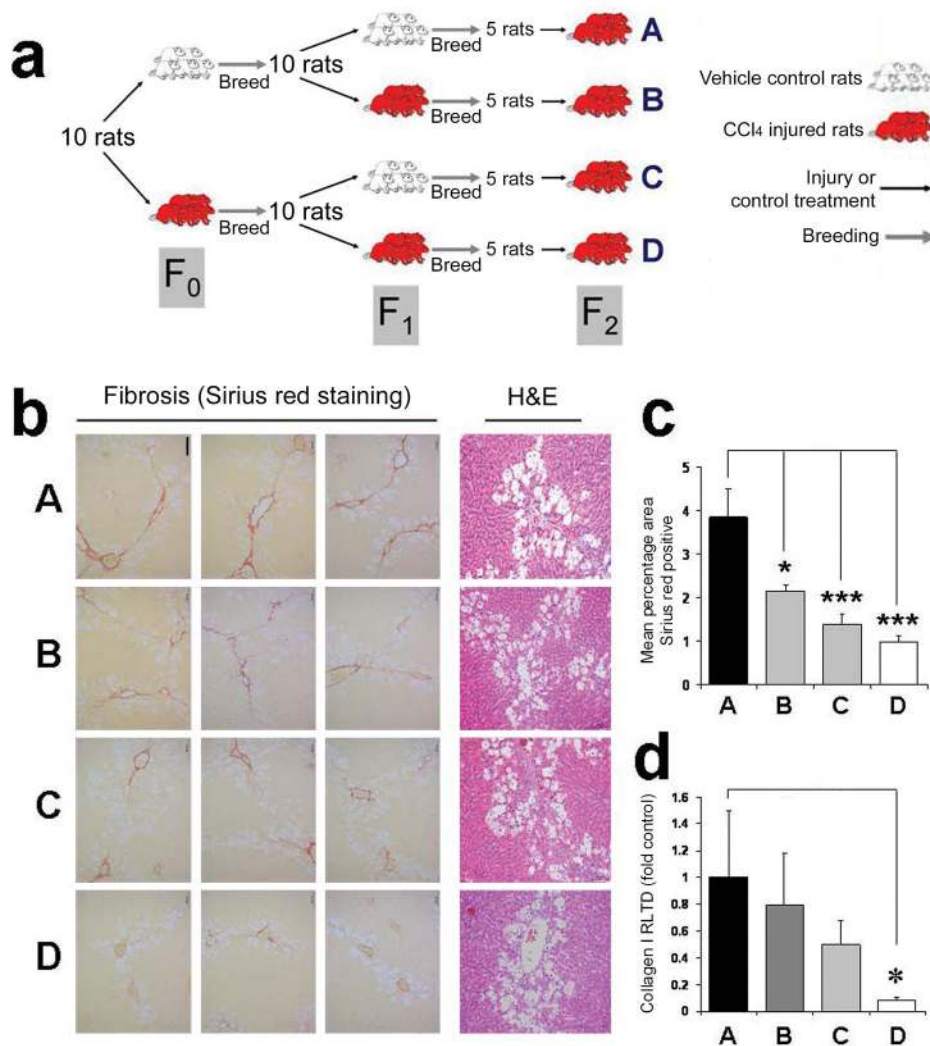 a
10 rats
Breed
10 rats
Breed
5 rats
A
Breed
5 rats
B
Breed
10 rats
Breed
5 rats
C
Breed
5 rats
D
F0
F1
F2
Vehicle control rats
CCl4 injured rats
Injury or
control treatment
Breeding
b
Fibrosis (Sirius red staining)
H&E
A
B
C
D
c
Mean percentage area
Sirius red positive
5
4
3
2
1
0
*
***
***
A B C D
d
Collagen I RLTD (fold control)
1.6
1.4
1.2
1
0.8
0.6
0.4
0.2
0
*
A B C D